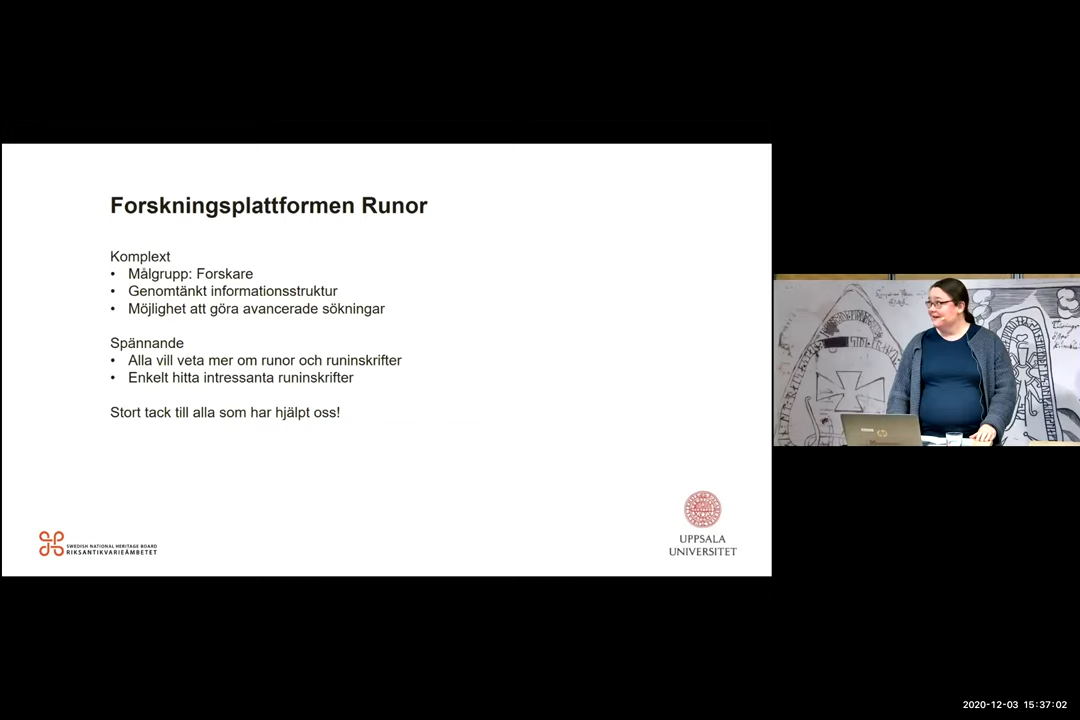 Forskningsplattformen Runor
Komplext
• Målgrupp: Forskare
• Genomtänkt informationsstruktur
• Möjlighet att göra avancerade sökningar
Spännande
• Alla vill veta mer om runor och runinskrifter
• Enkelt hitta intressanta runinskrifter
Stort tack till alla som har hjälpt oss!
SWEDISH NATIONAL HERITAGE BOARD
RIKSANTIKVARIEÄMBETET
UPPSALA
UNIVERSITET
hp
2020-12-03 15:37:02